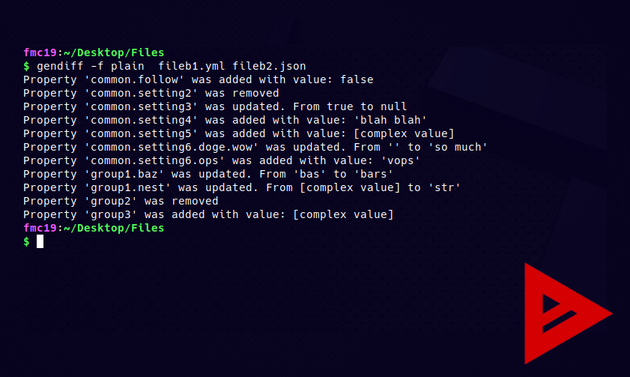 fmc19:~/Desktop/Files
$ gendiff -f plain  fileb1.yml fileb2.json
Property 'common.follow' was added with value: false
Property 'common.setting2' was removed
Property 'common.setting3' was updated. From true to null
Property 'common.setting4' was added with value: 'blah blah'
Property 'common.setting5' was added with value: [complex value]
Property 'common.setting6.doge.wow' was updated. From '' to 'so much'
Property 'common.setting6.ops' was added with value: 'vops'
Property 'group1.baz' was updated. From 'bas' to 'bars'
Property 'group1.nest' was updated. From [complex value] to 'str'
Property 'group2' was removed
Property 'group3' was added with value: [complex value]
fmc19:~/Desktop/Files
$